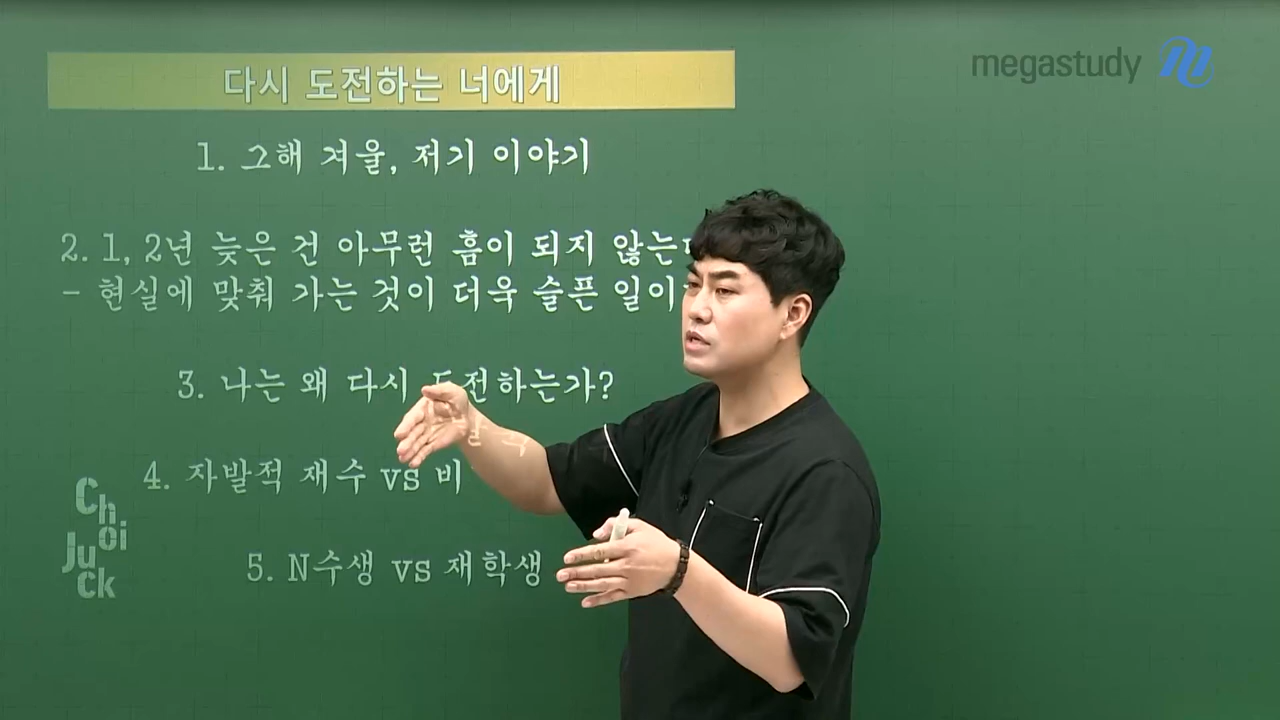 다시 도전하는 너에게
megastudy
1. 그해 겨울, 저기 이야기
2. 1, 2년 늦은 건 아무런 흠이 되지 않는
- 현실에 맞춰 가는 것이 더욱 슬픈 일이
3. 나는 왜 다시 도전하는가?
4. 자발적 재수 vs 비
5. N수생 vs 재학생
Choi
Juck